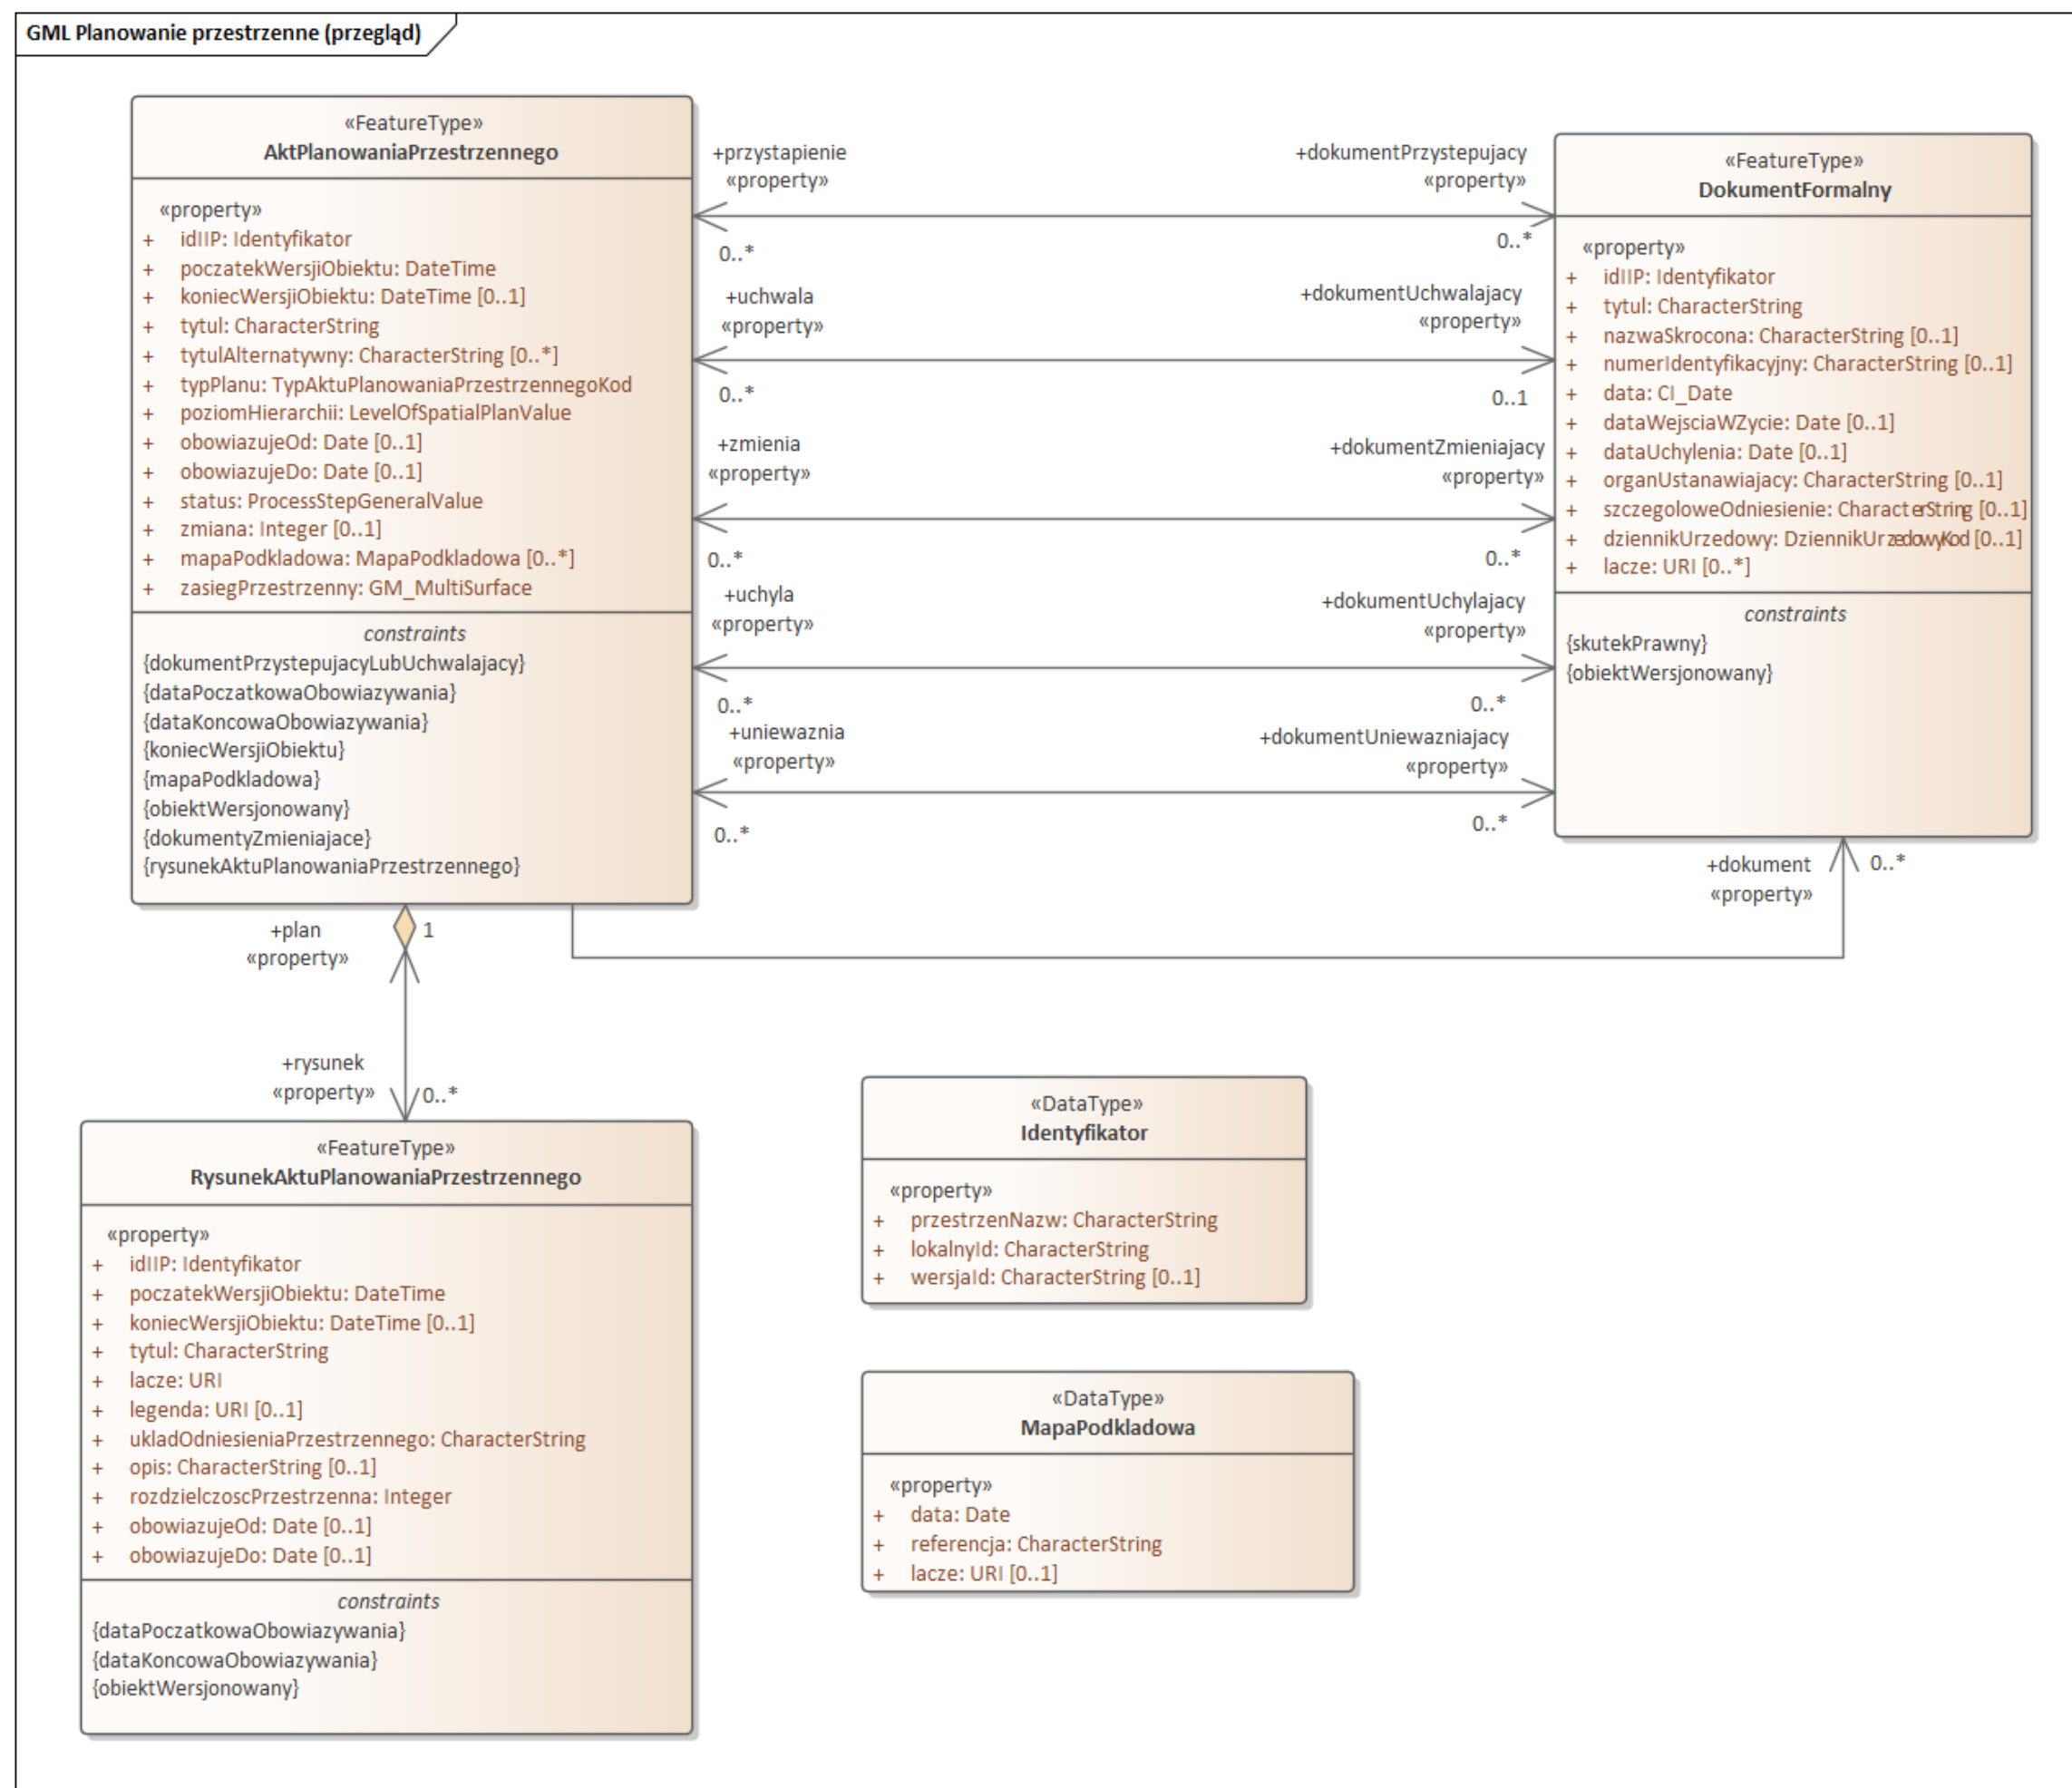 GML Planowanie przestrzenne (przegląd)
«FeatureType»
AktPlanowaniaPrzestrzennego
«property»
+ idIIP: Identyfikator
+ poczatekWersjiObiektu: DateTime
+ koniecWersjiObiektu: DateTime [0..1]
+ tytul: CharacterString
+ tytulAlternatywny: CharacterString [0..*]
+ typPlanu: TypAktuPlanowaniaPrzestrzennegoKod
+ poziomHierarchii: LevelOfSpatialPlanValue
+ obowiazujeOd: Date [0..1]
+ obowiazujeDo: Date [0..1]
+ status: ProcessStepGeneralValue
+ zmiana: Integer [0..1]
+ mapaPodkladowa: MapaPodkladowa [0..*]
+ zasiegPrzestrzenny: GM_MultiSurface
constraints
{dokumentPrzystepujacyLubUchwalajacy}
{dataPoczatkowaObowiazywania}
{dataKoncowaObowiazywania}
{koniecWersjiObiektu}
{mapaPodkladowa}
{obiektWersjonowany}
{dokumentyZmieniajace}
{rysunekAktuPlanowaniaPrzestrzennego}
+przystapienie
«property»
0..*
+dokumentPrzystepujacy
«property»
0..*
+uchwala
«property»
0..*
+dokumentUchwalajacy
«property»
0..1
+zmienia
«property»
0..*
+dokumentZmieniajacy
«property»
0..*
+uchyla
«property»
0..*
+dokumentUchylajacy
«property»
0..*
+uniewaznia
«property»
0..*
+dokumentUniewazniajacy
«property»
0..*
«FeatureType»
DokumentFormalny
«property»
+ idIIP: Identyfikator
+ tytul: CharacterString
+ nazwaSkrocona: CharacterString [0..1]
+ numerIdentyfikacyjny: CharacterString [0..1]
+ data: CI_Date
+ dataWejsciaWZycie: Date [0..1]
+ dataUchylenia: Date [0..1]
+ organUstanawiajacy: CharacterString [0..1]
+ szczegoloweOdniesienie: CharacterString [0..1]
+ dziennikUrzedowy: DziennikUrzedowyKod [0..1]
+ lacze: URI [0..*]
constraints
{skutekPrawny}
{obiektWersjonowany}
+dokument
«property»
0..*
+plan
«property»
1
+rysunek
«property»
0..*
«FeatureType»
RysunekAktuPlanowaniaPrzestrzennego
«property»
+ idIIP: Identyfikator
+ poczatekWersjiObiektu: DateTime
+ koniecWersjiObiektu: DateTime [0..1]
+ tytul: CharacterString
+ lacze: URI
+ legenda: URI [0..1]
+ ukladOdniesieniaPrzestrzennego: CharacterString
+ opis: CharacterString [0..1]
+ rozdzielczoscPrzestrzenna: Integer
+ obowiazujeOd: Date [0..1]
+ obowiazujeDo: Date [0..1]
constraints
{dataPoczatkowaObowiazywania}
{dataKoncowaObowiazywania}
{obiektWersjonowany}
«DataType»
Identyfikator
«property»
+ przestrzenNazw: CharacterString
+ lokalnyId: CharacterString
+ wersjaId: CharacterString [0..1]
«DataType»
MapaPodkladowa
«property»
+ data: Date
+ referencja: CharacterString
+ lacze: URI [0..1]